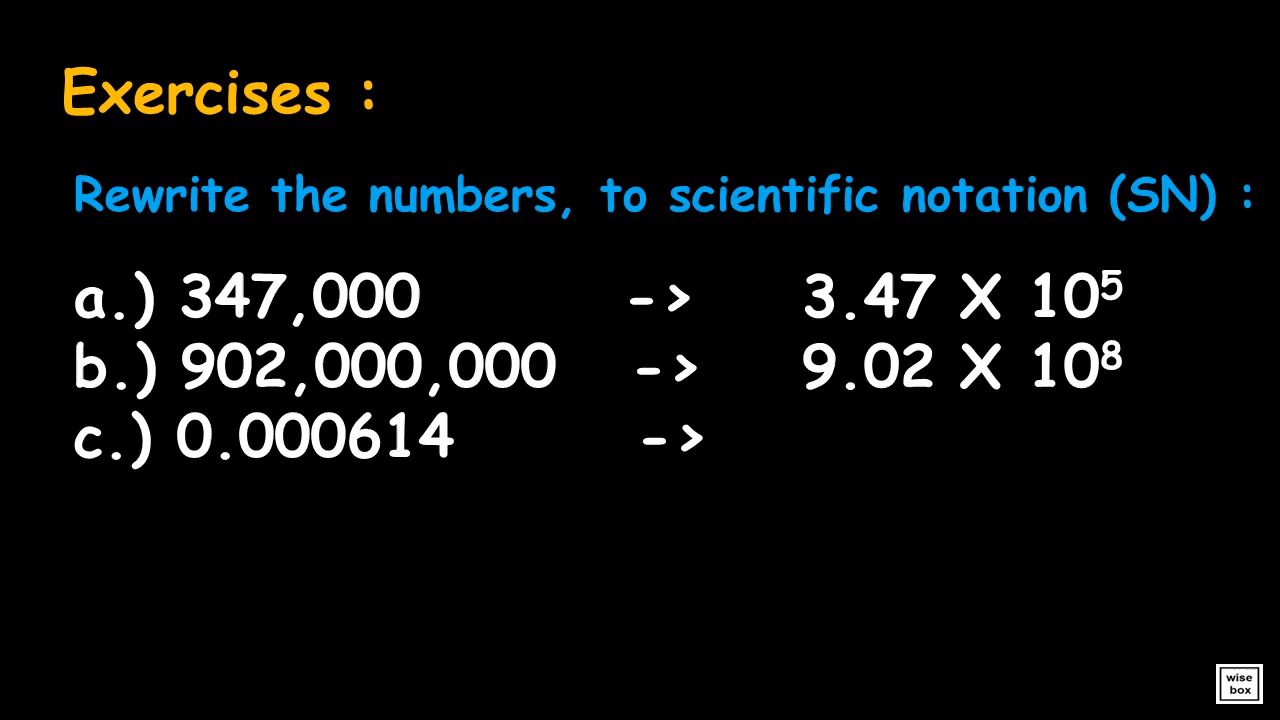 Exercises :
Rewrite the numbers, to scientific notation (SN) :
a.) 347,000 -> 3.47 X 10⁵
b.) 902,000,000 -> 9.02 X 10⁸
c.) 0.000614 ->
wise
box